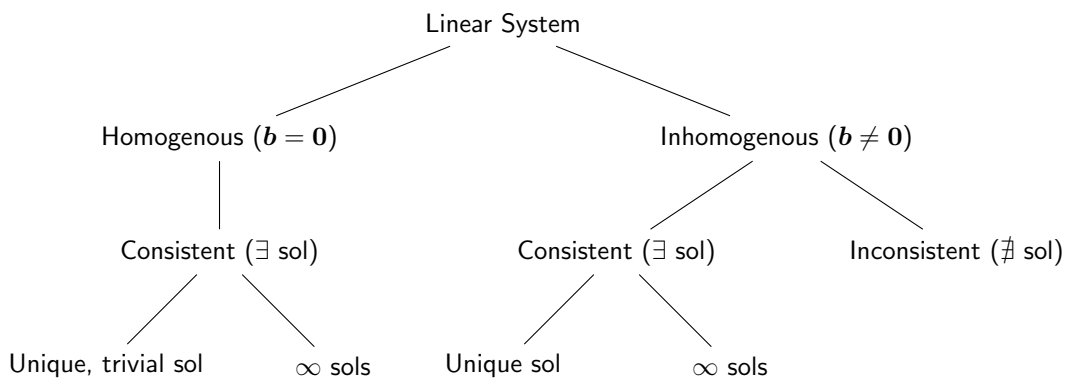 Linear System
Homogenous (b = 0)
Inhomogenous (b ≠ 0)
Consistent (∃ sol)
Consistent (∃ sol)
Inconsistent (∄ sol)
Unique, trivial sol
∞ sols
Unique sol
∞ sols